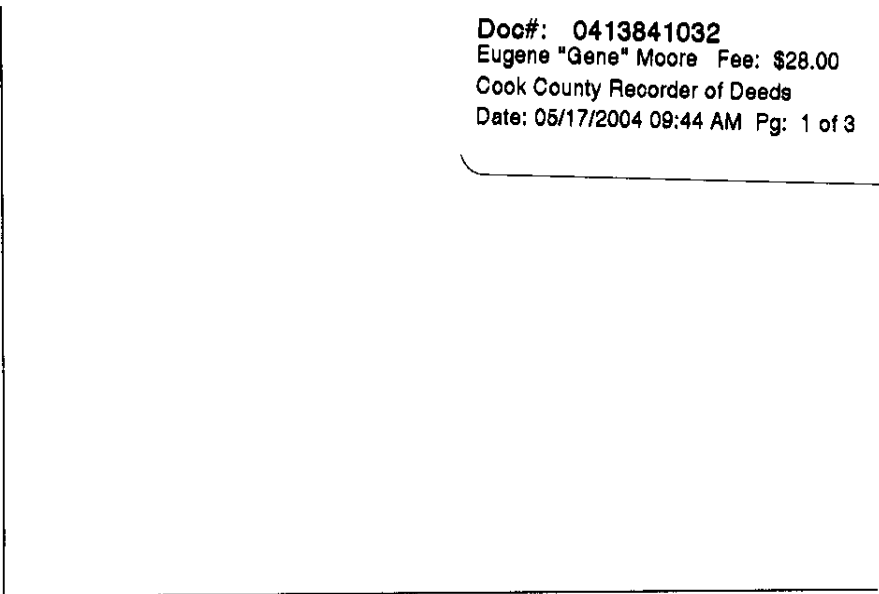 Doc#: 0413841032
Eugene "Gene" Moore Fee: $28.00
Cook County Recorder of Deeds
Date: 05/17/2004 09:44 AM Pg: 1 of 3